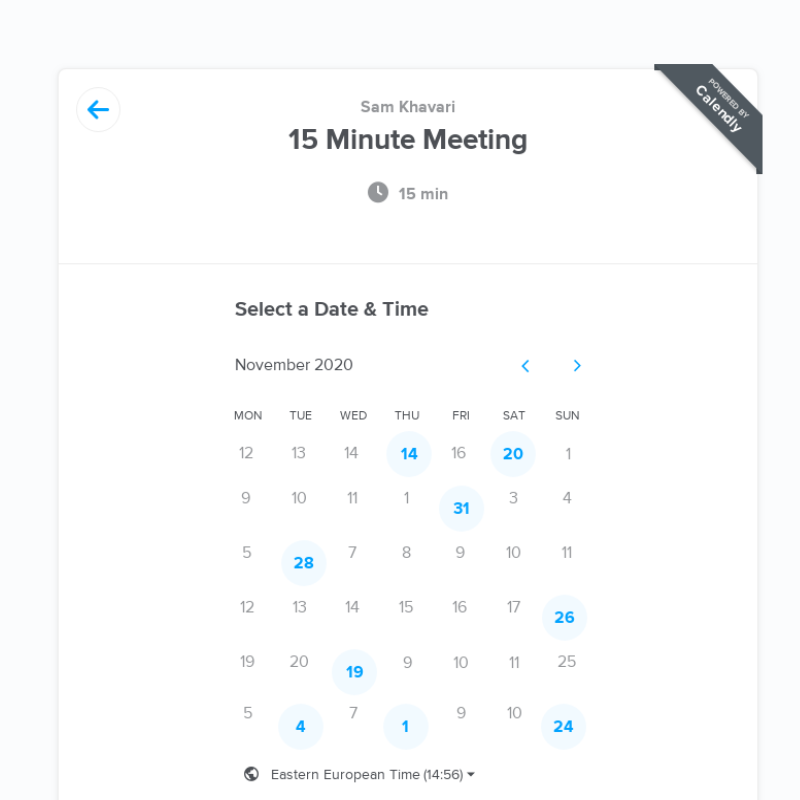 POWERED BY
Calendly
Sam Khavari
15 Minute Meeting
15 min
Select a Date & Time
November 2020
MON TUE WED THU FRI SAT SUN
12 13 14 14 16 20 1
9 10 11 1 31 3 4
5 28 7 8 9 10 11
12 13 14 15 16 17 26
19 20 19 9 10 11 25
5 4 7 1 9 10 24
Eastern European Time (14:56)